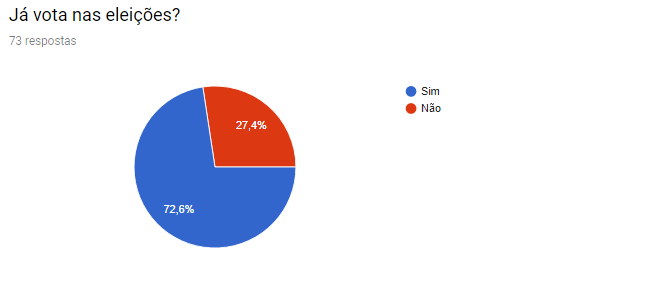 Já vota nas eleições?
73 respostas
Sim
Não
27,4%
72,6%